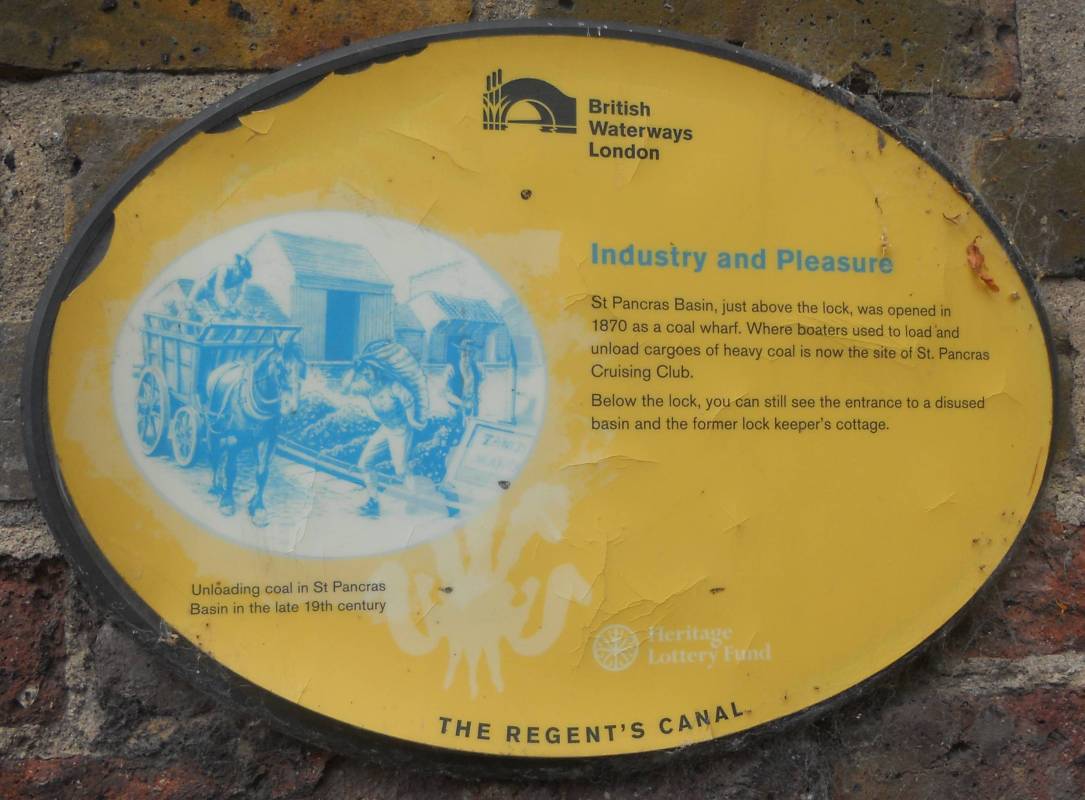 British
Waterways
London
Industry and Pleasure
St Pancras Basin, just above the lock, was opened in
1870 as a coal wharf. Where boaters used to load and
unload cargoes of heavy coal is now the site of St. Pancras
Cruising Club.
Below the lock, you can still see the entrance to a disused
basin and the former lock keeper's cottage.
Unloading coal in St Pancras
Basin in the late 19th century
Heritage
Lottery Fund
THE REGENT'S CANAL